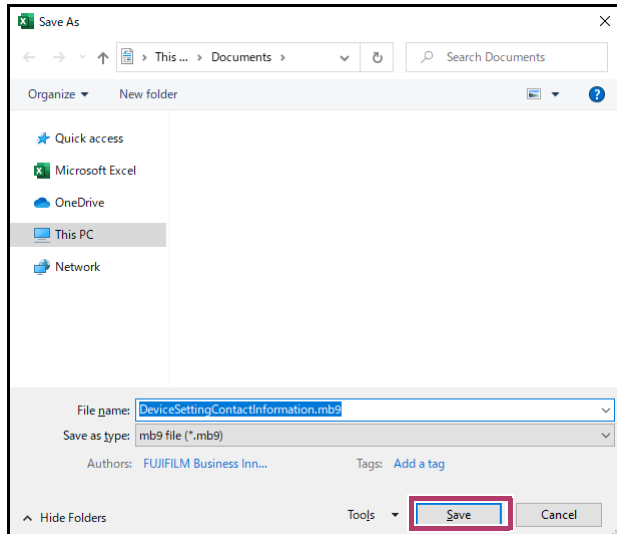 Save As
This ... > Documents >
Search Documents
Organize
New folder
Quick access
Microsoft Excel
OneDrive
This PC
Network
File name: DeviceSettingContactInformation.mb9
Save as type: mb9 file (*.mb9)
Authors: FUJIFILM Business Inn... Tags: Add a tag
Hide Folders
Tools
Save
Cancel